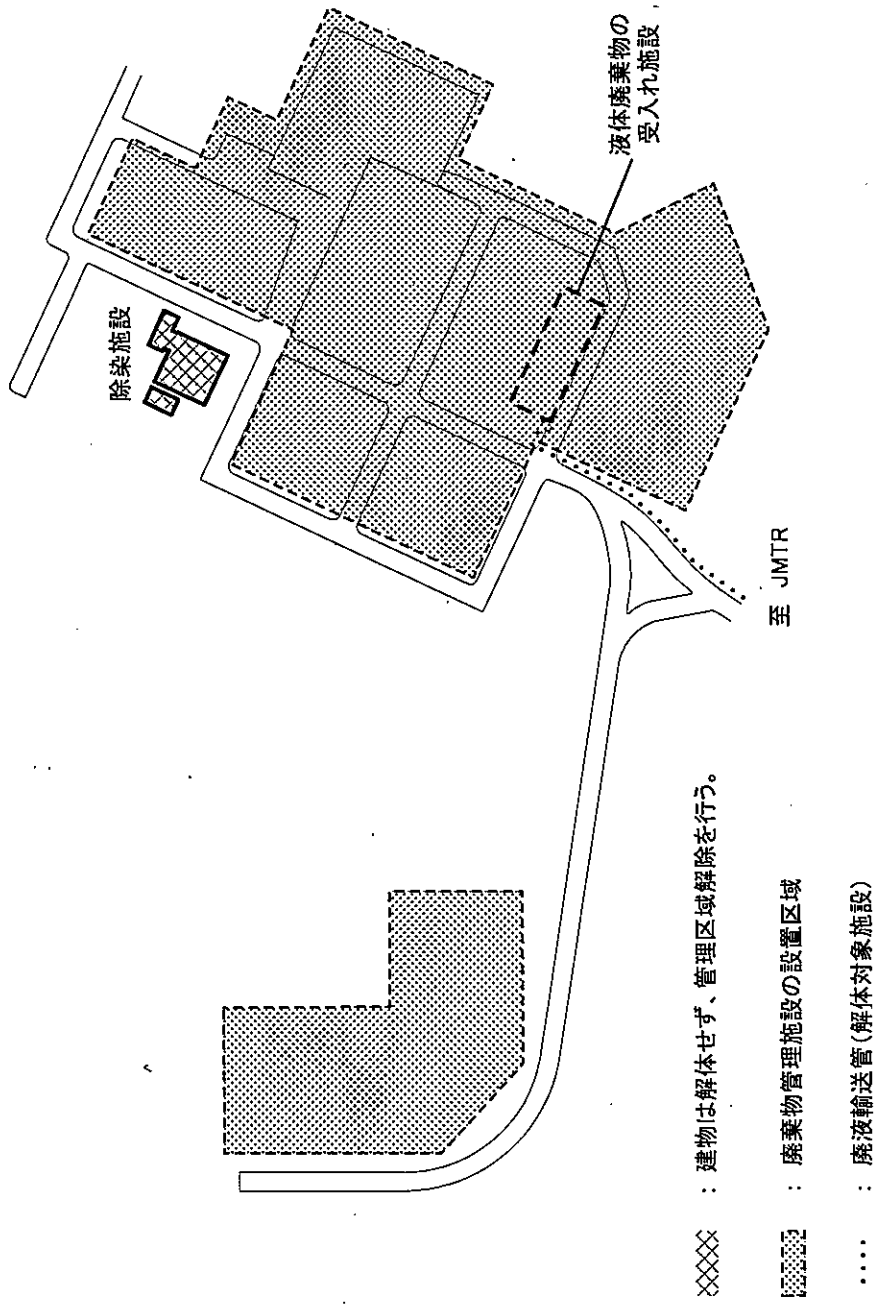 除染施設
液体廃棄物の
受入れ施設
至 JMTR
：建物は解体せず、管理区域解除を行う。
：廃棄物管理施設の設置区域
：廃液輸送管(解体対象施設)